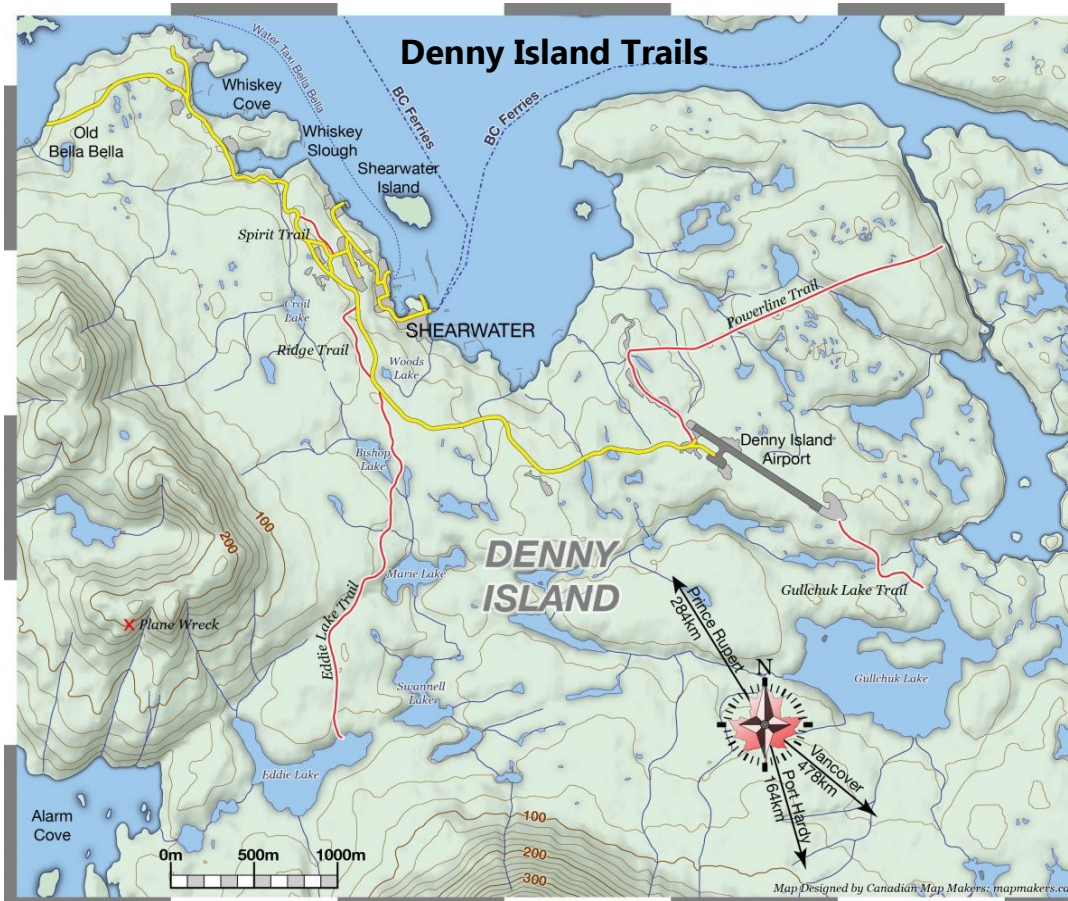 Denny Island Trails
Water Taxi Bella Bella
BC Ferries
BC Ferries
Whiskey
Cove
Old
Bella Bella
Whiskey
Slough
Shearwater
Island
Spirit Trail
Croil
Lake
Ridge Trail
SHEARWATER
Woods
Lake
Powerline Trail
Bishop
Lake
Denny Island
Airport
100
200
DENNY
ISLAND
Marie Lake
Eddie Lake Trail
Gullchuk Lake Trail
X Plane Wreck
Prince Rupert
284km
N
Swannell
Laker
Gullchuk Lake
Vancover
478km
Port Hardy
164km
Eddie Lake
Alarm
Cove
100
200
300
0m 500m 1000m
Map Designed by Canadian Map Makers: mapmakers.ca